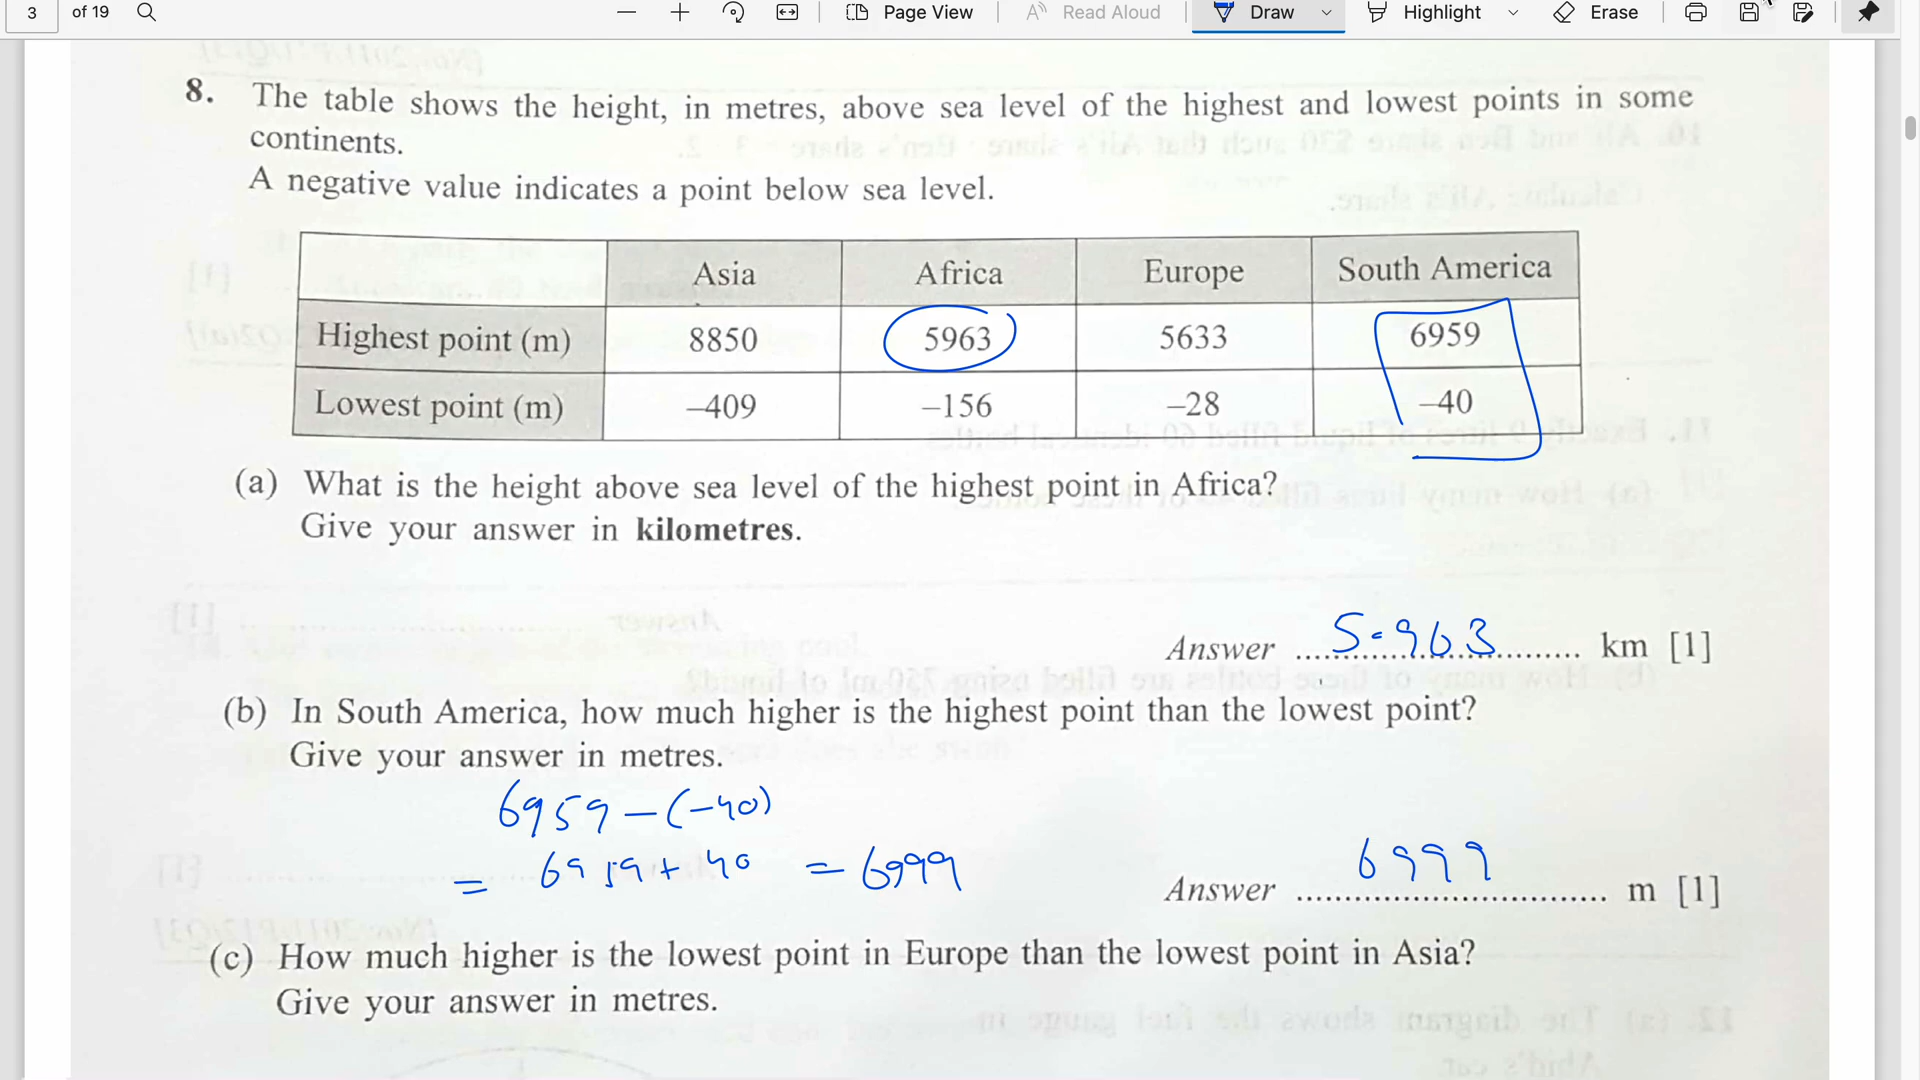 3 of 19 Page View Read Aloud Draw Highlight Erase
8. The table shows the height, in metres, above sea level of the highest and lowest points in some
continents.
A negative value indicates a point below sea level.
Asia Africa Europe South America
Highest point (m) 8850 5963 5633 6959
Lowest point (m) –409 –156 –28 –40
(a) What is the height above sea level of the highest point in Africa?
Give your answer in kilometres.
5.963
Answer .............................. km [1]
(b) In South America, how much higher is the highest point than the lowest point?
Give your answer in metres.
6959 – (–40)
= 6959 + 40 = 6999
6999
Answer ................................ m [1]
(c) How much higher is the lowest point in Europe than the lowest point in Asia?
Give your answer in metres.